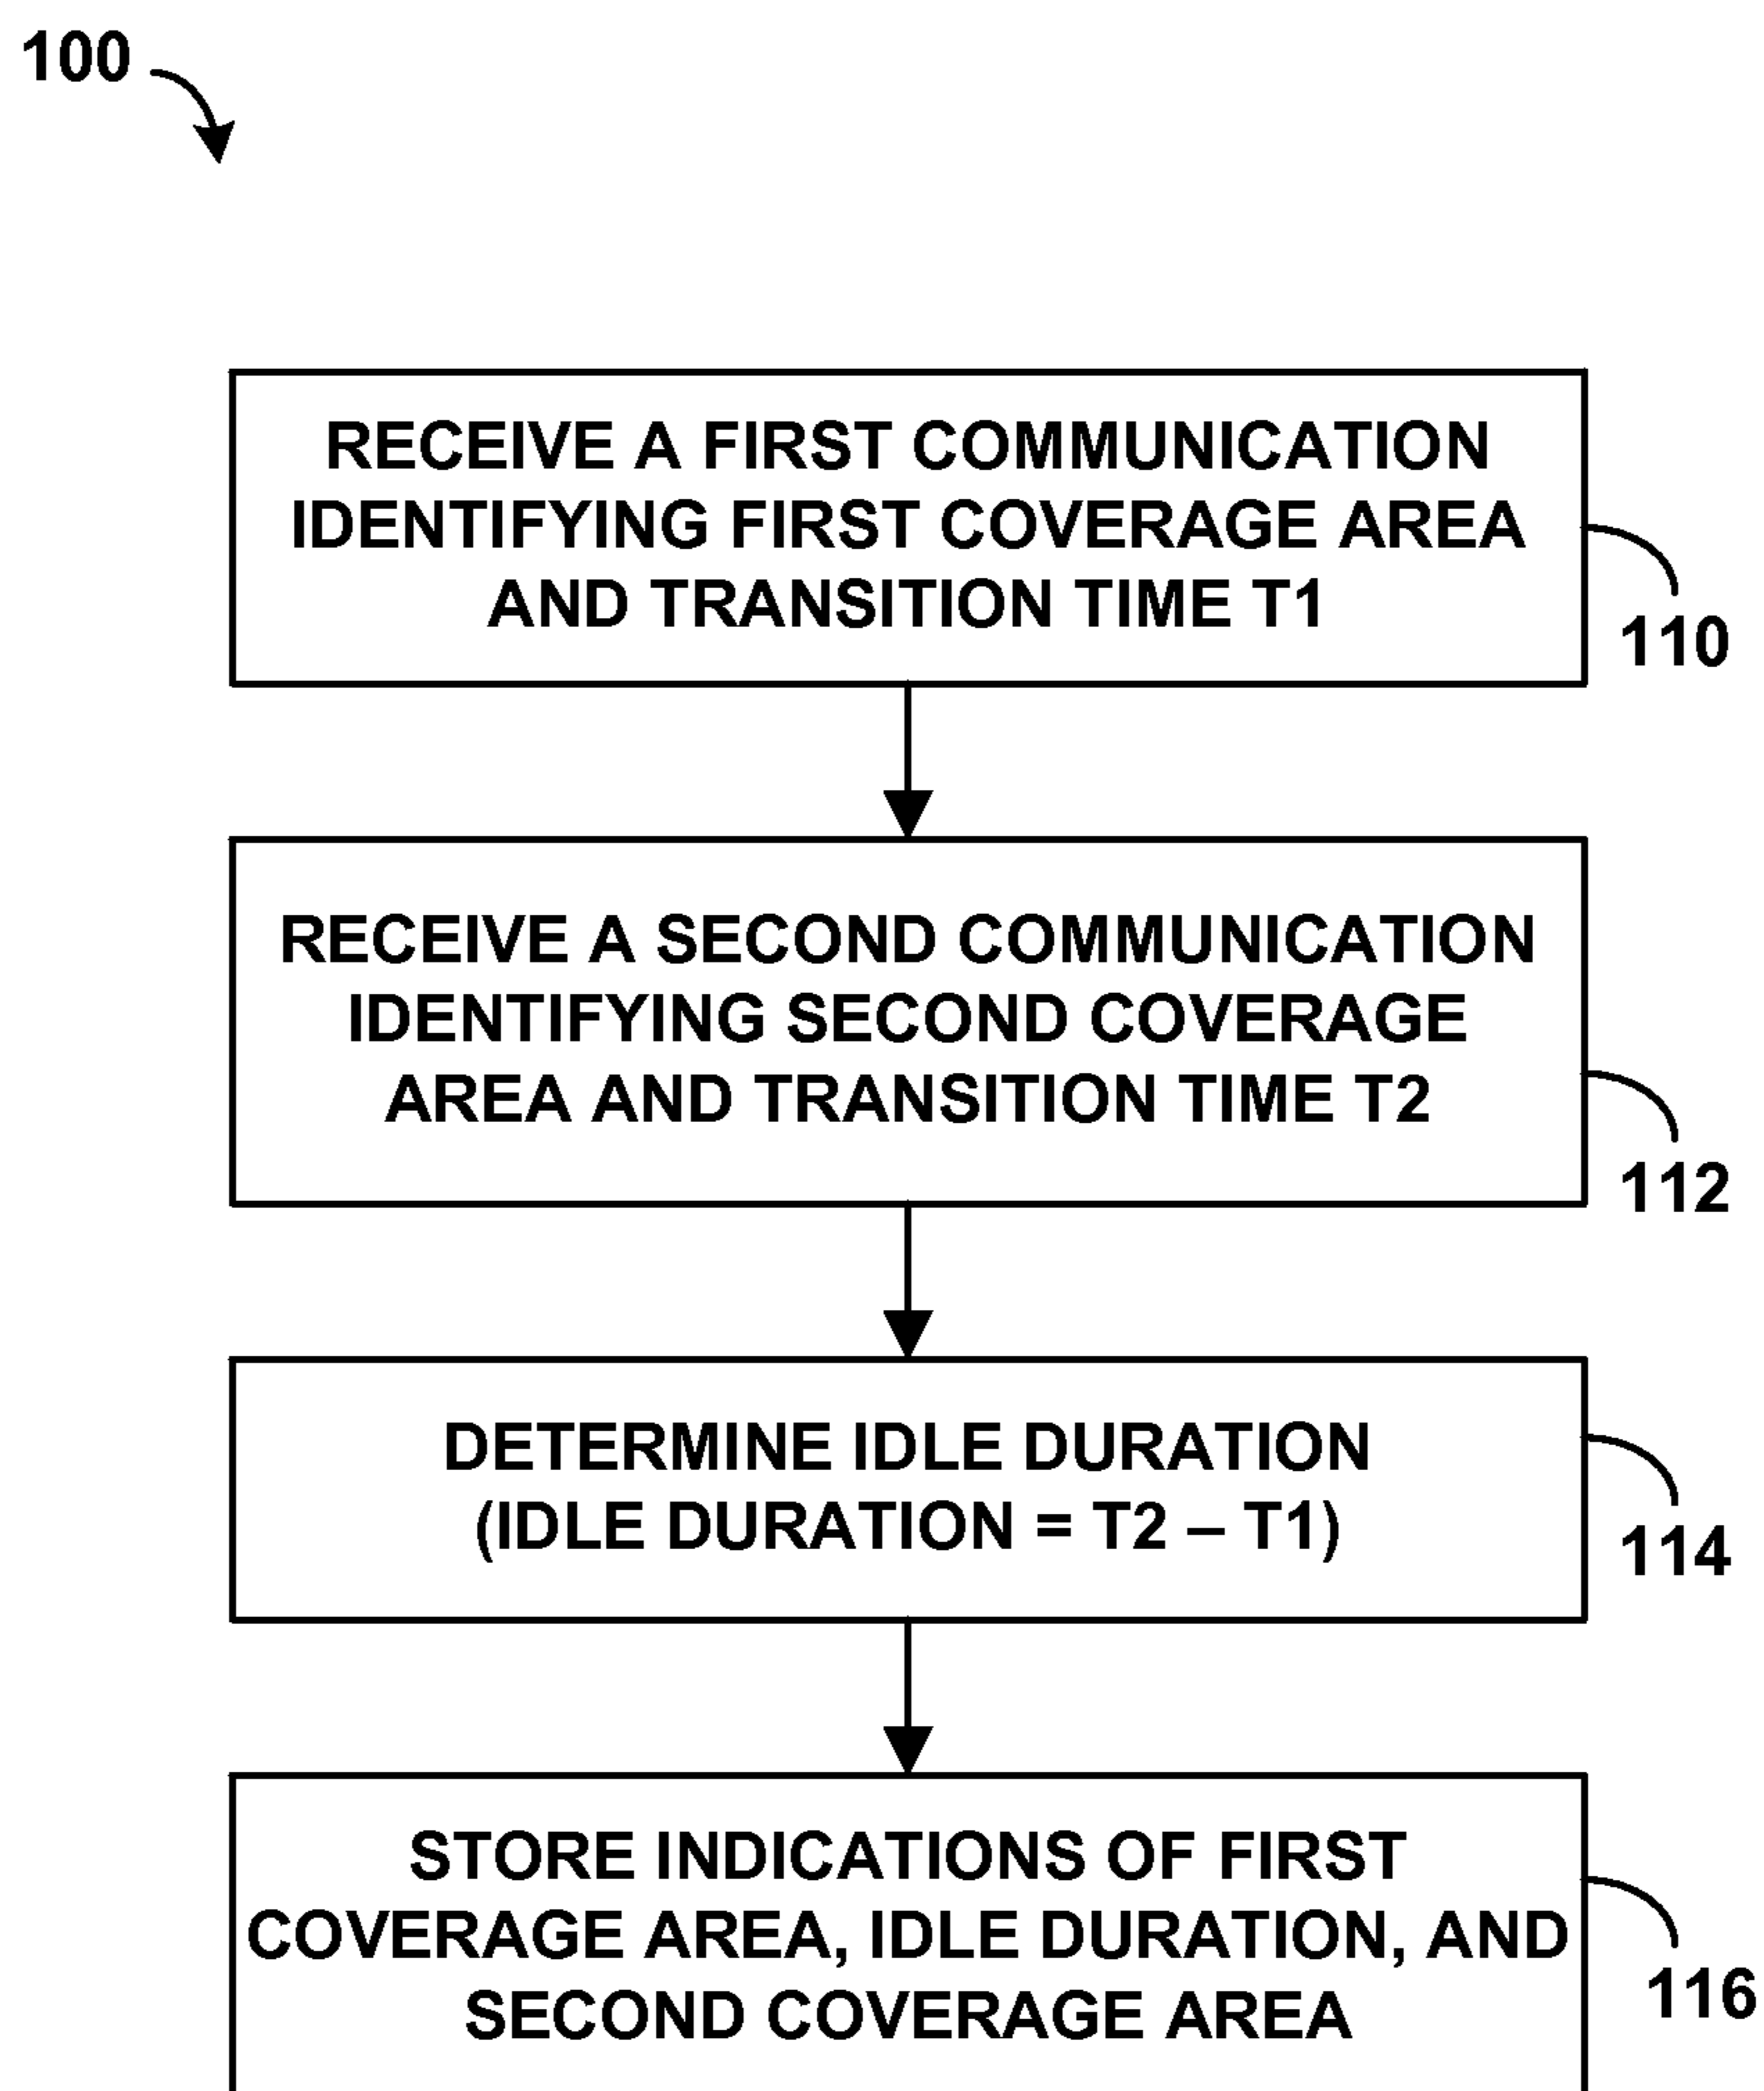 100
RECEIVE A FIRST COMMUNICATION
IDENTIFYING FIRST COVERAGE AREA
AND TRANSITION TIME T1
110
RECEIVE A SECOND COMMUNICATION
IDENTIFYING SECOND COVERAGE
AREA AND TRANSITION TIME T2
112
DETERMINE IDLE DURATION
(IDLE DURATION = T2 – T1)
114
STORE INDICATIONS OF FIRST
COVERAGE AREA, IDLE DURATION, AND
SECOND COVERAGE AREA
116